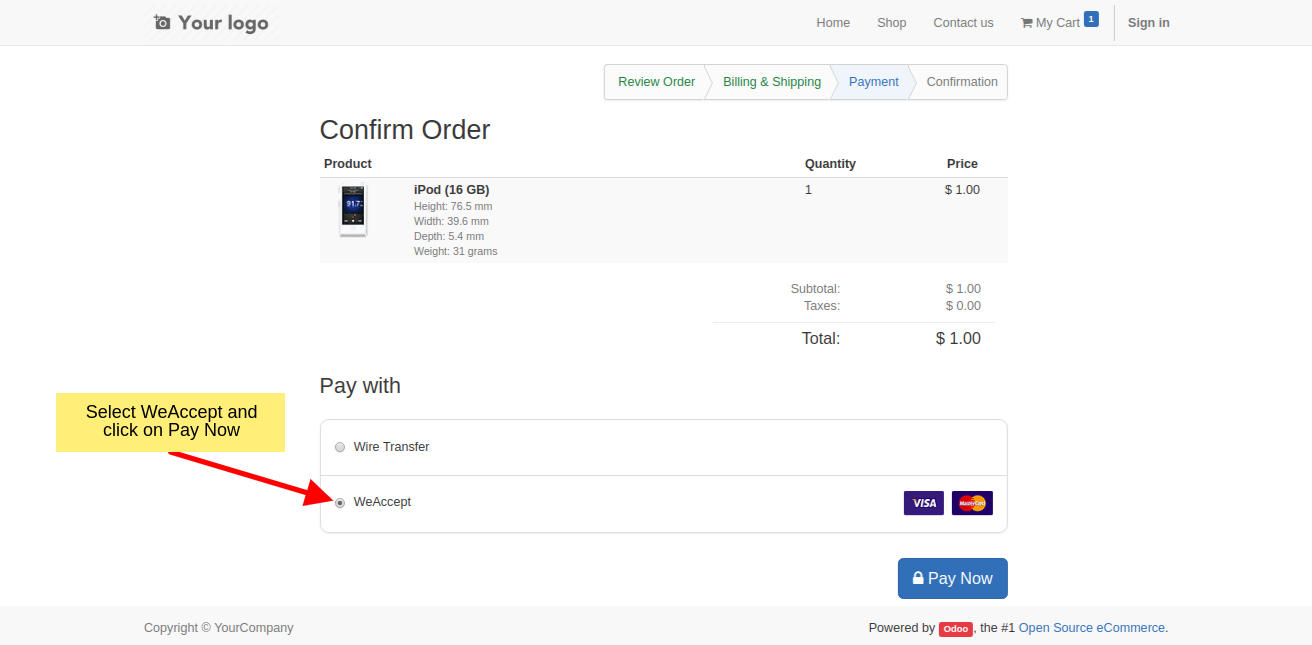 Your logo
Home Shop Contact us My Cart 1 Sign in
Review Order Billing & Shipping Payment Confirmation
Confirm Order
Product Quantity Price
iPod (16 GB) 1 $ 1.00
Height: 76.5 mm
Width: 39.6 mm
Depth: 5.4 mm
Weight: 31 grams
Subtotal: $ 1.00
Taxes: $ 0.00
Total: $ 1.00
Pay with
Select WeAccept and
click on Pay Now
Wire Transfer
WeAccept VISA MasterCard
Pay Now
Copyright © YourCompany Powered by Odoo, the #1 Open Source eCommerce.